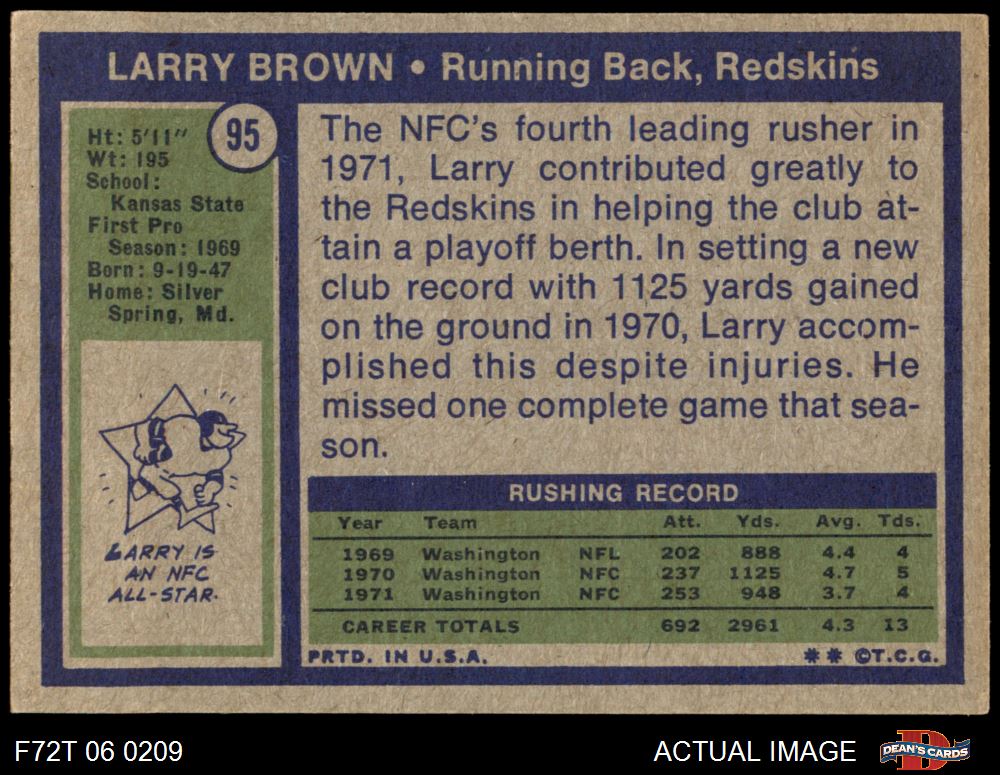 LARRY BROWN • Running Back, Redskins
95
Ht: 5'11"
Wt: 195
School:
Kansas State
First Pro
Season: 1969
Born: 9-19-47
Home: Silver
Spring, Md.
LARRY IS
AN NFC
ALL-STAR.
The NFC's fourth leading rusher in
1971, Larry contributed greatly to
the Redskins in helping the club at-
tain a playoff berth. In setting a new
club record with 1125 yards gained
on the ground in 1970, Larry accom-
plished this despite injuries. He
missed one complete game that sea-
son.
RUSHING RECORD
Year Team Att. Yds. Avg. Tds.
1969 Washington NFL 202 888 4.4 4
1970 Washington NFC 237 1125 4.7 5
1971 Washington NFC 253 948 3.7 4
CAREER TOTALS 692 2961 4.3 13
PRTD. IN U.S.A. ** ©T.C.G.
F72T 06 0209 ACTUAL IMAGE D DEAN'S CARDS